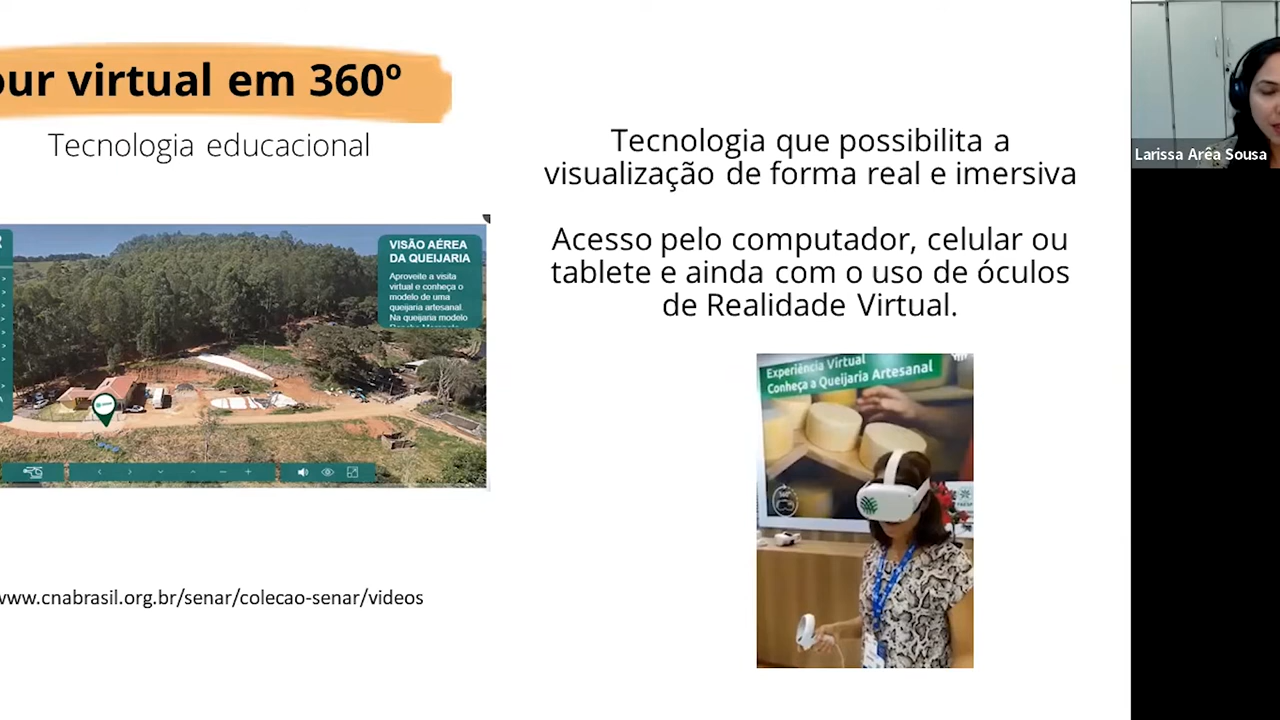 our virtual em 360º
Tecnologia educacional
Tecnologia que possibilita a
visualização de forma real e imersiva
Acesso pelo computador, celular ou
tablete e ainda com o uso de óculos
de Realidade Virtual.
VISÃO AÉREA
DA QUEIJARIA
Aproveite a visita
virtual e conheça o
modelo de uma
queijaria artesanal.
Na queijaria modelo
Experiência Virtual
Conheça a Queijaria Artesanal
360°
www.cnabrasil.org.br/senar/colecao-senar/videos
Larissa Arêa Sousa